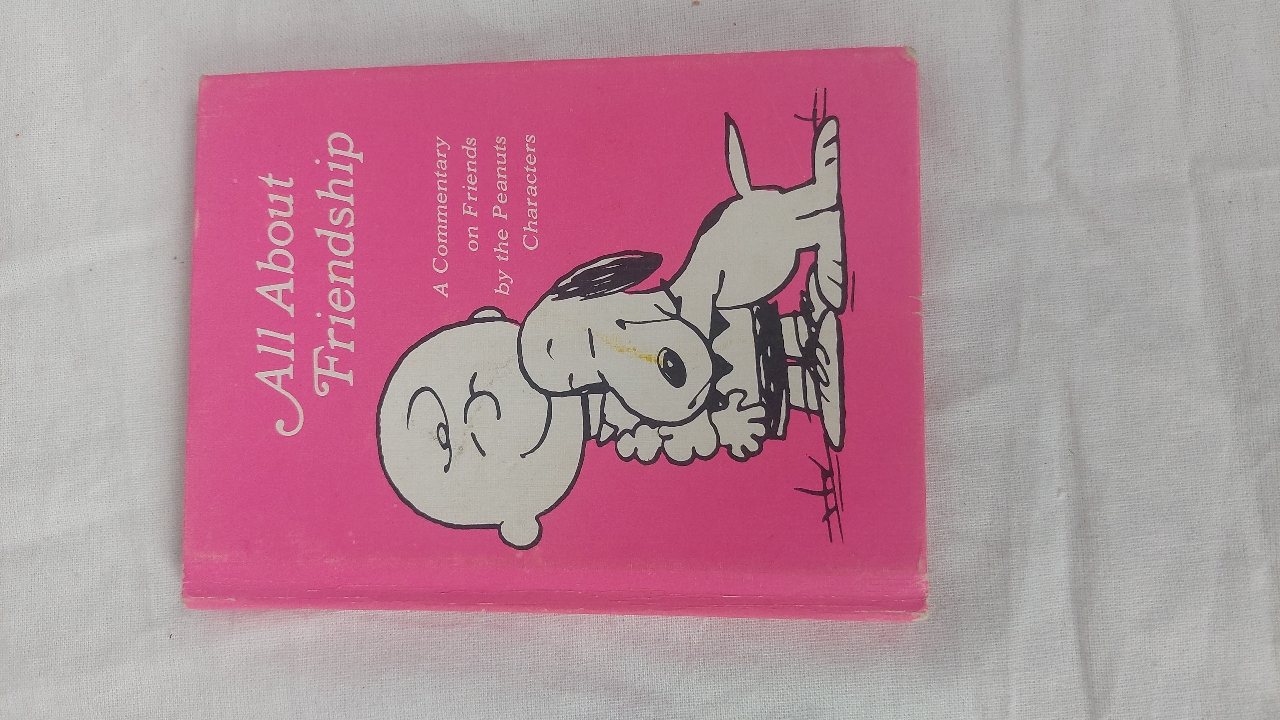 All About
Friendship
A Commentary
on Friends
by the Peanuts
Characters